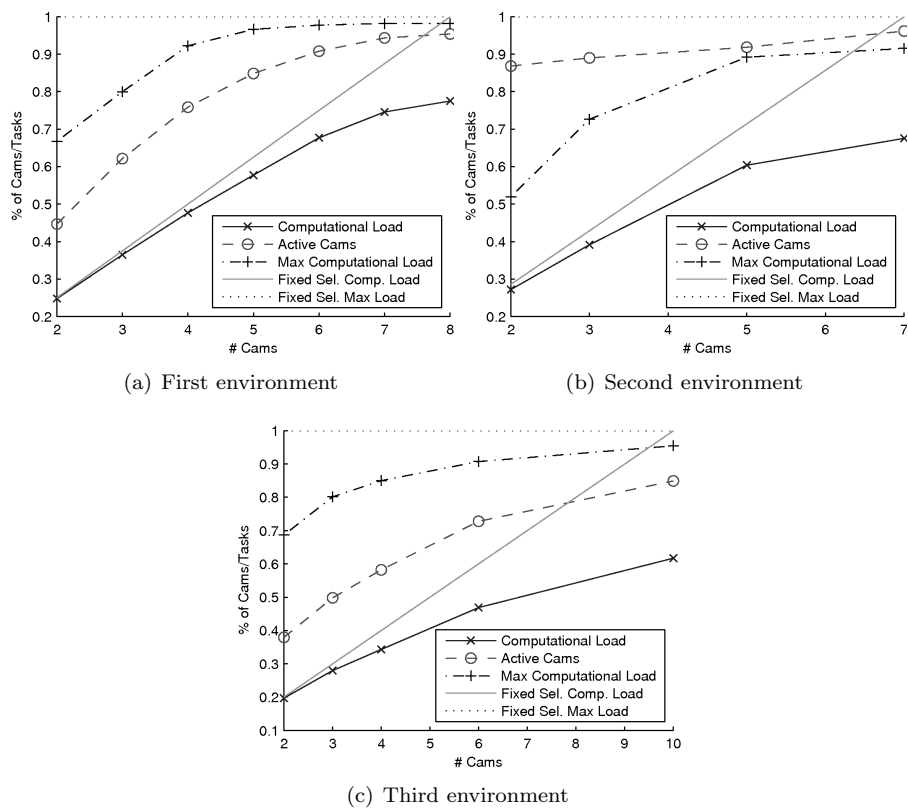 1
0.9
0.8
0.7
0.6
0.5
0.4
0.3
0.2
% of Cams/Tasks
2 3 4 5 6 7 8
# Cams
Computational Load
Active Cams
Max Computational Load
Fixed Sel. Comp. Load
Fixed Sel. Max Load
(a) First environment
1
0.9
0.8
0.7
0.6
0.5
0.4
0.3
0.2
% of Cams/Tasks
2 3 4 5 6 7
# Cams
Computational Load
Active Cams
Max Computational Load
Fixed Sel. Comp. Load
Fixed Sel. Max Load
(b) Second environment
1
0.9
0.8
0.7
0.6
0.5
0.4
0.3
0.2
0.1
% of Cams/Tasks
2 3 4 5 6 7 8 9 10
# Cams
Computational Load
Active Cams
Max Computational Load
Fixed Sel. Comp. Load
Fixed Sel. Max Load
(c) Third environment